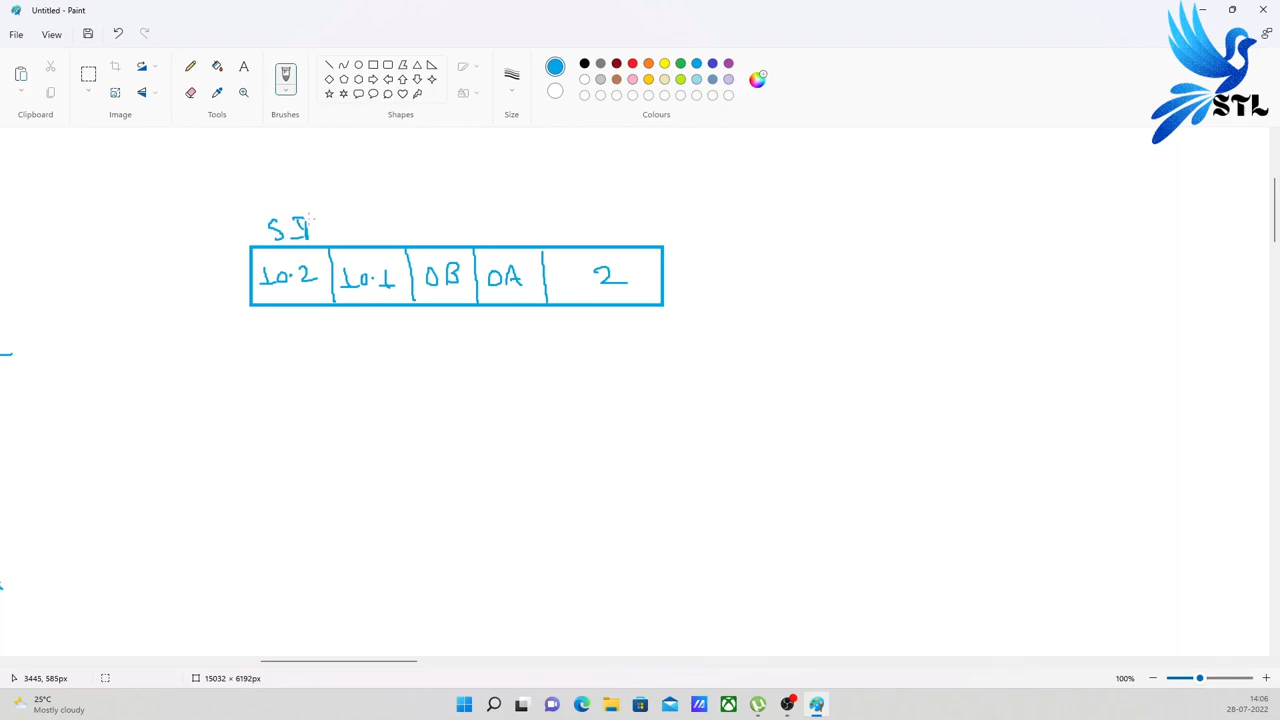 Untitled - Paint
File View
Clipboard Image Tools Brushes Shapes Size Colours
STL
10.2 10.1 0B 0A 2
3445, 585px 15032 × 6192px 100%
25°C
Mostly cloudy
14:06
28-07-2022